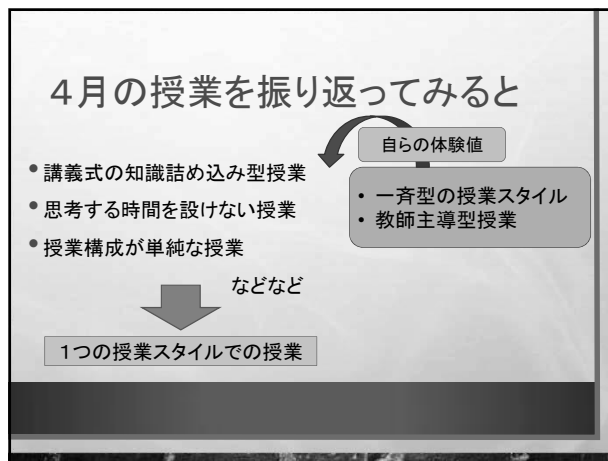 ４月の授業を振り返ってみると
自らの体験値
• 講義式の知識詰め込み型授業
• 思考する時間を設けない授業
• 授業構成が単純な授業
などなど
• 一斉型の授業スタイル
• 教師主導型授業
１つの授業スタイルでの授業